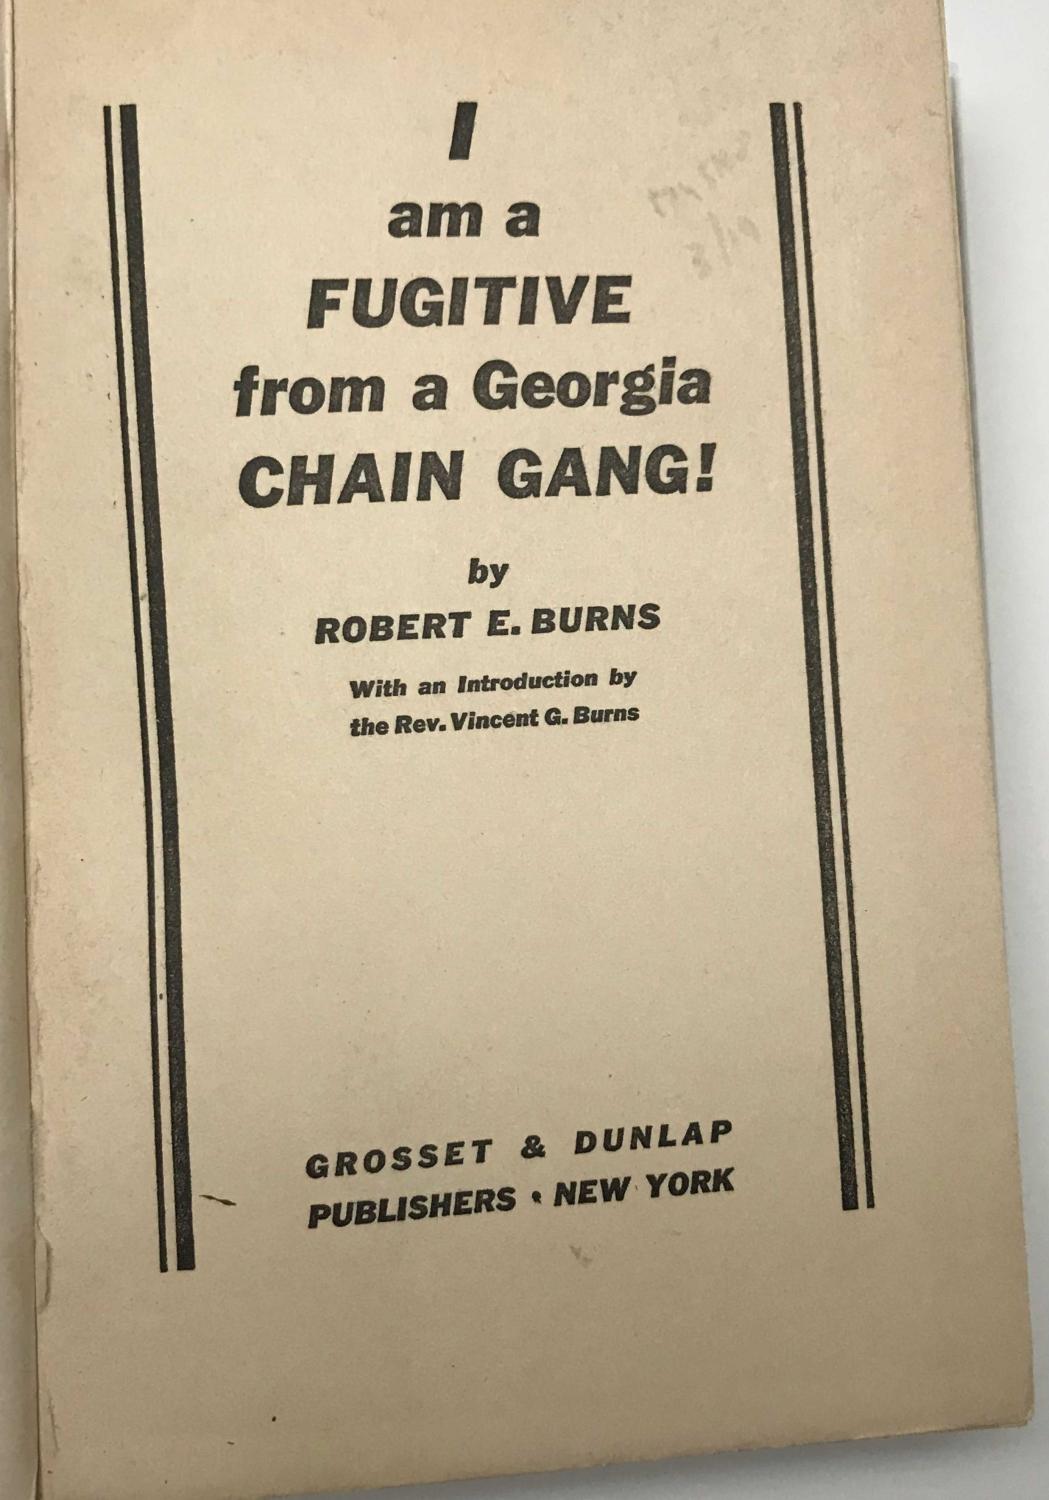 I
am a
FUGITIVE
from a Georgia
CHAIN GANG!
by
ROBERT E. BURNS
With an Introduction by
the Rev. Vincent G. Burns
GROSSET & DUNLAP
PUBLISHERS • NEW YORK